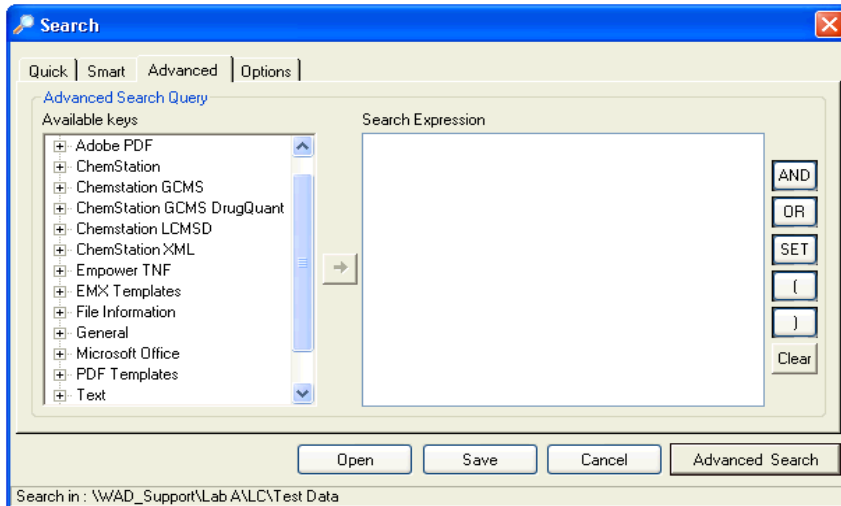 Search
Quick Smart Advanced Options
Advanced Search Query
Available keys
Search Expression
Adobe PDF
ChemStation
Chemstation GCMS
ChemStation GCMS DrugQuant
Chemstation LCMSD
ChemStation XML
Empower TNF
EMX Templates
File Information
General
Microsoft Office
PDF Templates
Text
AND
OR
SET
(
)
Clear
Open Save Cancel Advanced Search
Search in : \WAD_Support\Lab A\LC\Test Data